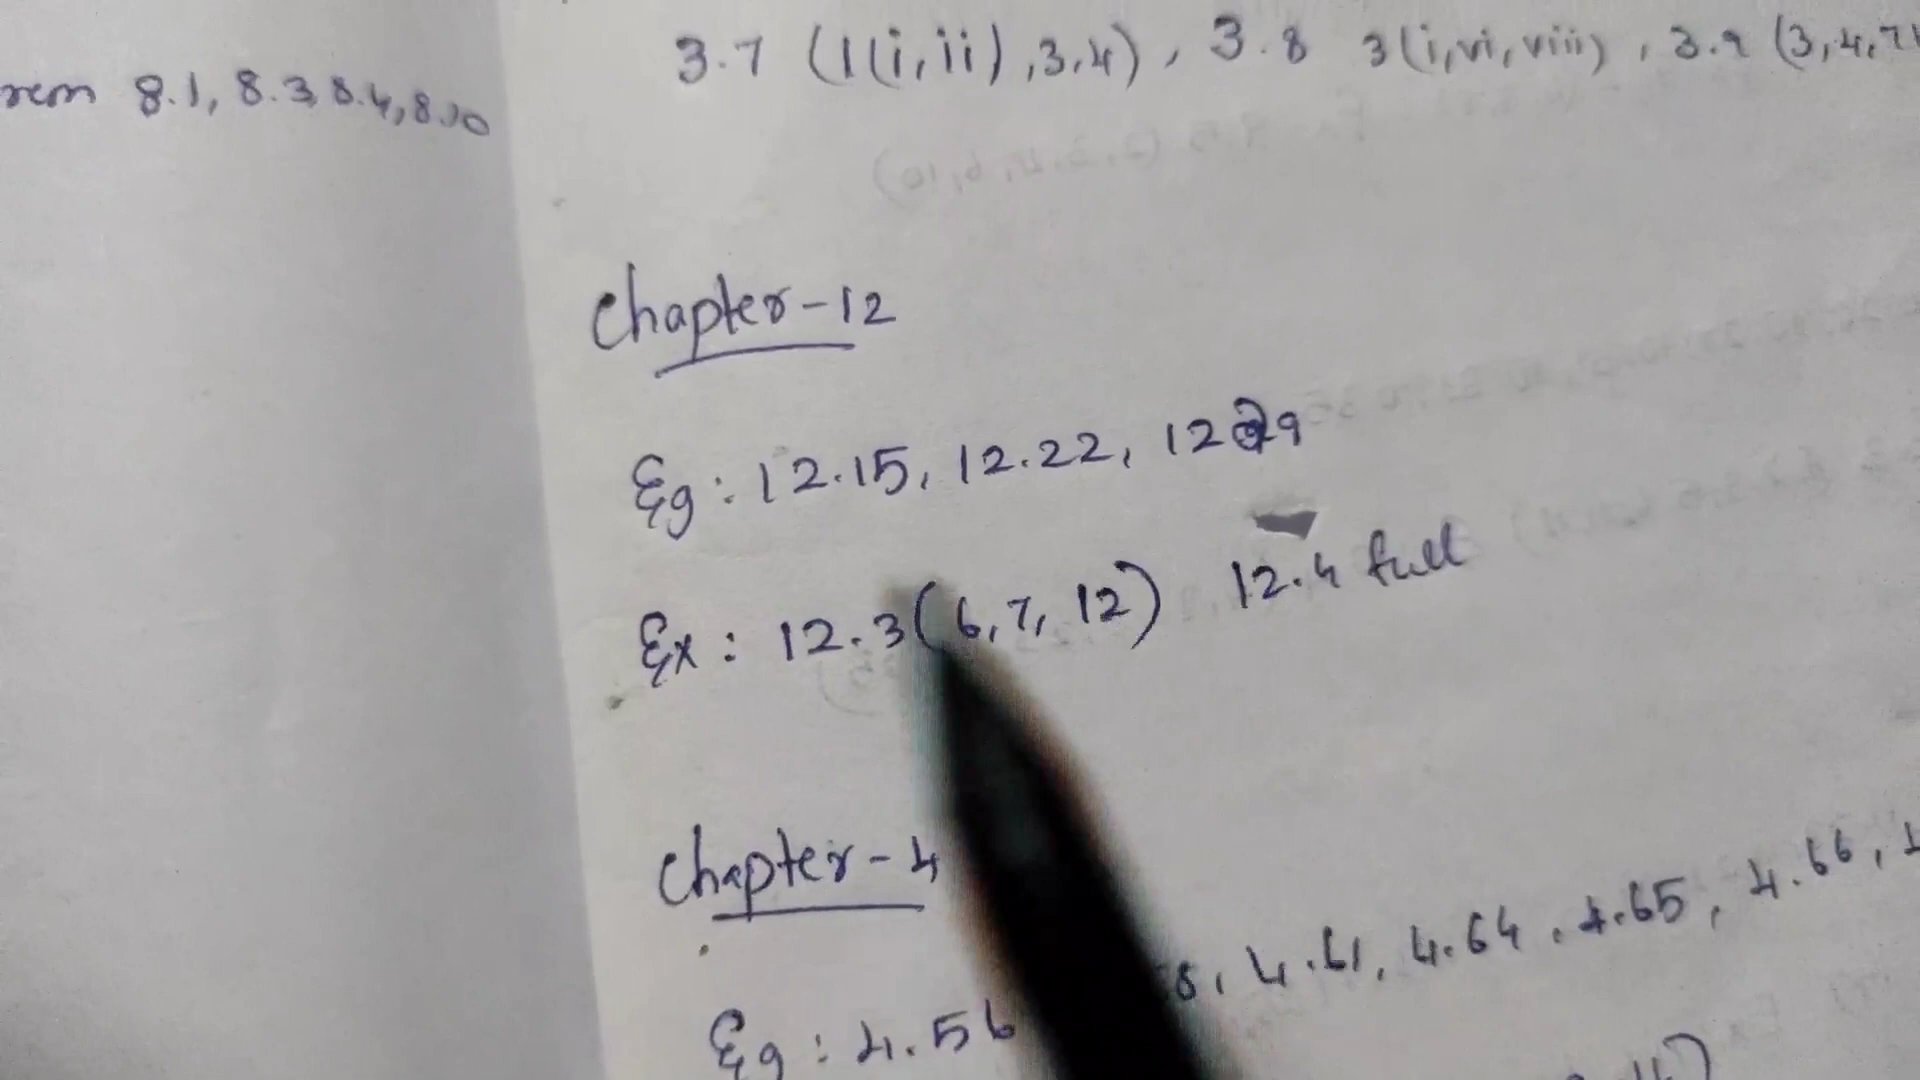 3.7 (1(i,ii),3,4), 3.8 3(i,vi,viii), 3.9 (3,4,7
rem 8.1, 8.3, 8.4, 8.10
Chapter-12
Eg: 12.15, 12.22, 12.29
Ex: 12.3(6,7,12) 12.4 full
Chapter-4
Eg: 4.56 8, 4.61, 4.64, 4.65, 4.66,